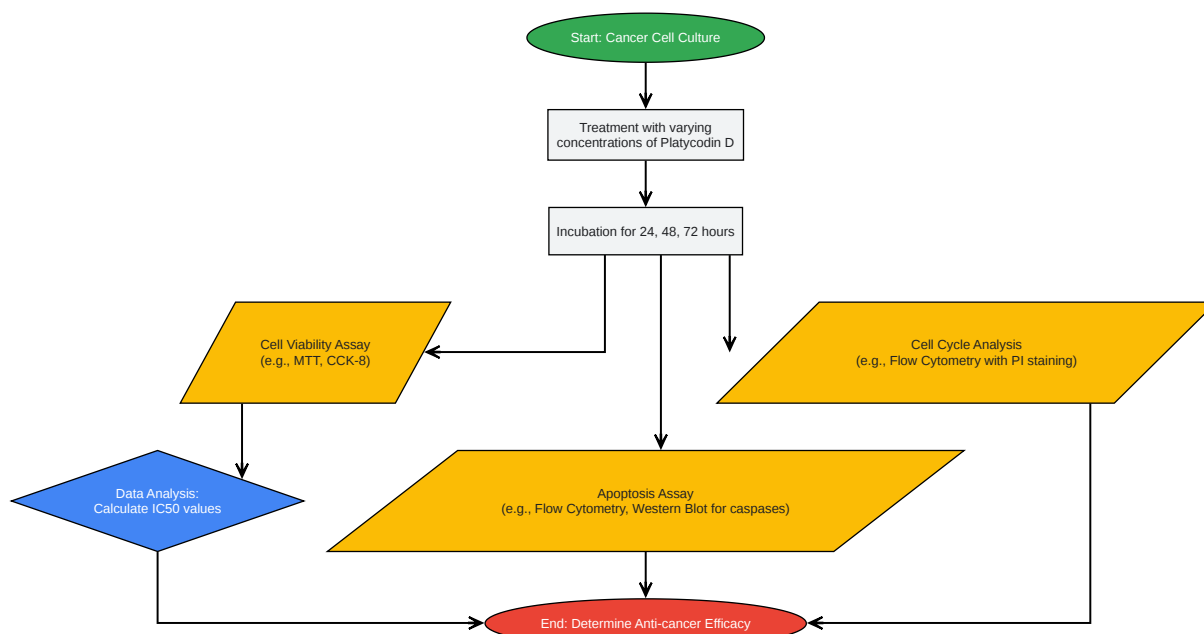 Start: Cancer Cell Culture
Treatment with varying
concentrations of Platycodin D
Incubation for 24, 48, 72 hours
Cell Viability Assay
(e.g., MTT, CCK-8)
Cell Cycle Analysis
(e.g., Flow Cytometry with PI staining)
Data Analysis:
Calculate IC50 values
Apoptosis Assay
(e.g., Flow Cytometry, Western Blot for caspases)
End: Determine Anti-cancer Efficacy